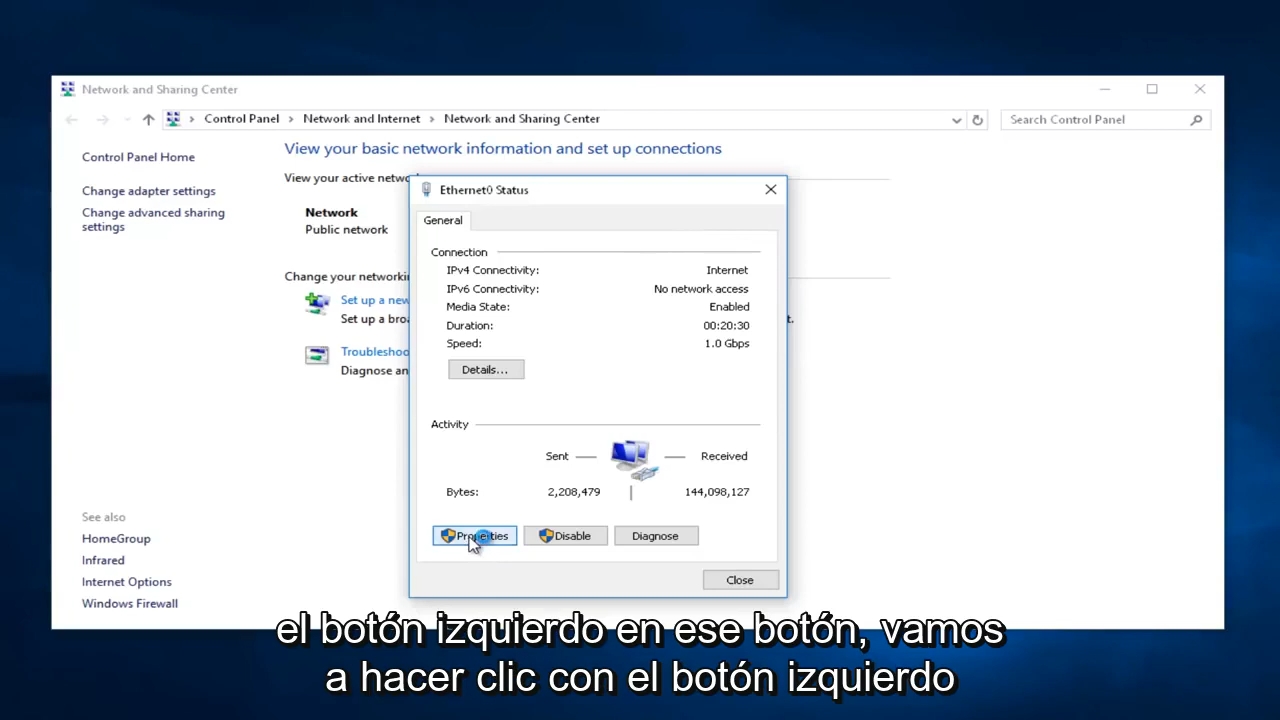 Network and Sharing Center
Control Panel > Network and Internet > Network and Sharing Center
Search Control Panel
Control Panel Home
Change adapter settings
Change advanced sharing
settings
View your basic network information and set up connections
View your active netwo
Network
Public network
Change your networkin
Set up a new
Set up a bro
t.
Troubleshoo
Diagnose an
See also
HomeGroup
Infrared
Internet Options
Windows Firewall
Ethernet0 Status
General
Connection
IPv4 Connectivity: Internet
IPv6 Connectivity: No network access
Media State: Enabled
Duration: 00:20:30
Speed: 1.0 Gbps
Details...
Activity
Sent — — Received
Bytes: 2,208,479 | 144,098,127
Properties Disable Diagnose
Close
el botón izquierdo en ese botón, vamos
a hacer clic con el botón izquierdo